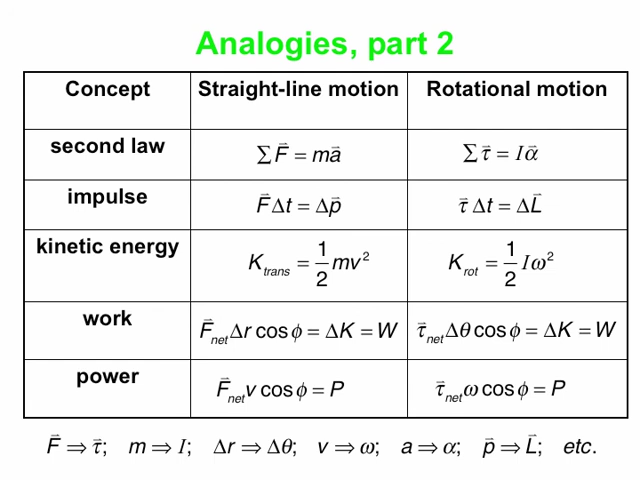 Analogies, part 2
Concept Straight-line motion Rotational motion
second law ∑F⃗ = ma⃗ ∑τ⃗ = Iα⃗
impulse F⃗Δt = Δp⃗ τ⃗ Δt = ΔL⃗
kinetic energy K_trans = 1/2 mv² K_rot = 1/2 Iω²
work F⃗_net Δr cos ϕ = ΔK = W τ⃗_net Δθ cos ϕ = ΔK = W
power F⃗_net v cos ϕ = P τ⃗_net ω cos ϕ = P
F⃗ ⇒ τ⃗; m ⇒ I; Δr ⇒ Δθ; v ⇒ ω; a ⇒ α; p⃗ ⇒ L⃗; etc.